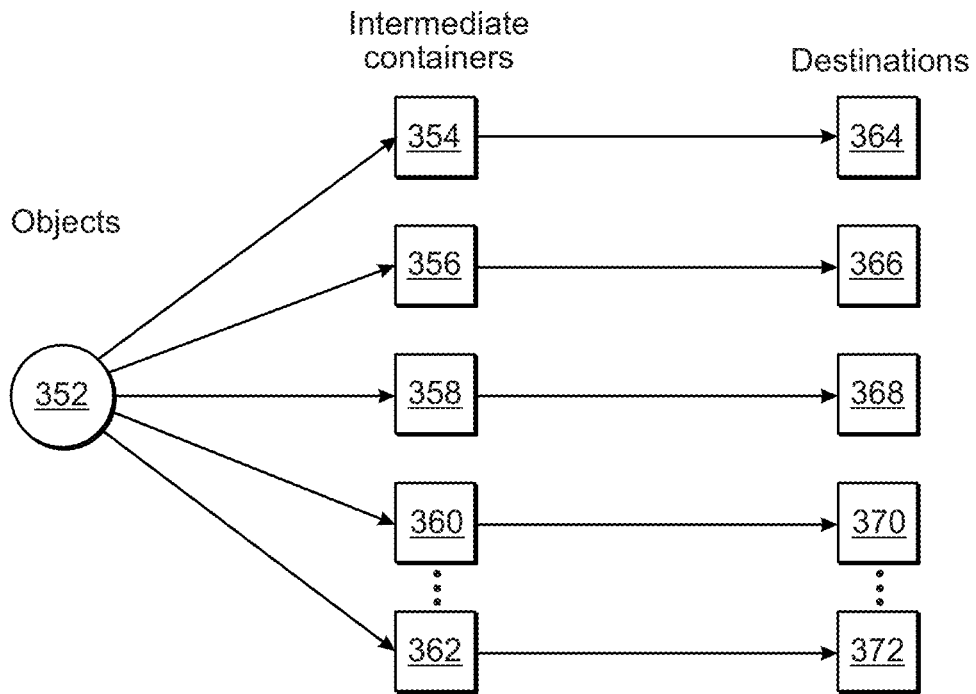 Intermediate
containers
Destinations
354
364
Objects
356
366
352
358
368
360
370
362
372